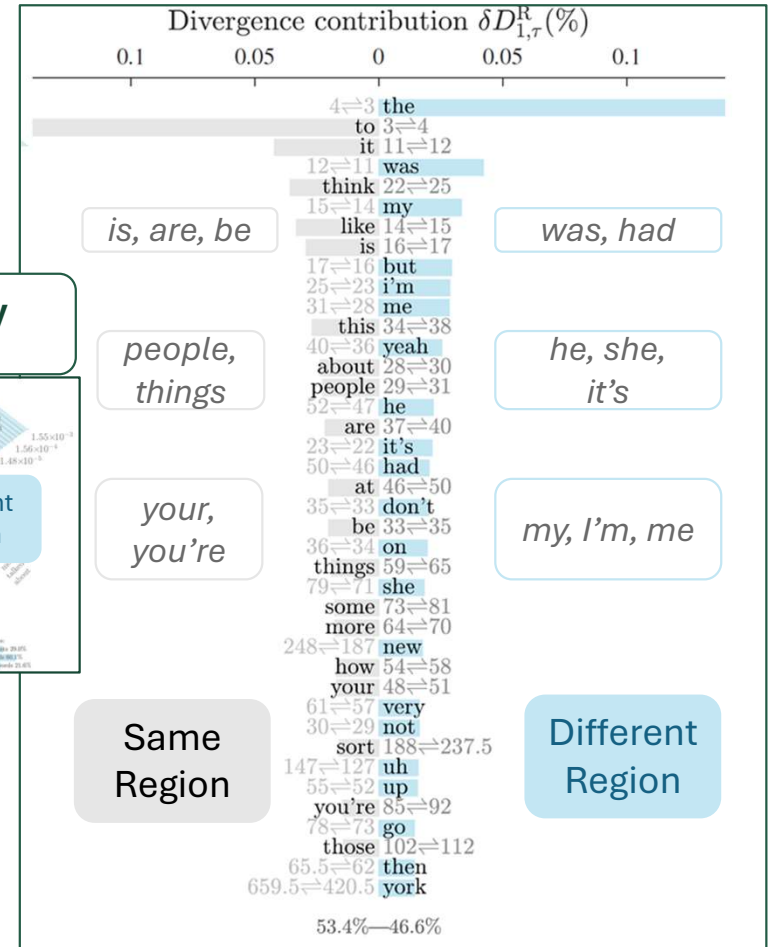 Divergence contribution δD^R_{1,τ}(%)
0.1 0.05 0 0.05 0.1
4⇌3 the
to 3⇌4
it 11⇌12
12⇌11 was
think 22⇌25
15⇌14 my
like 14⇌15
is 16⇌17
17⇌16 but
25⇌23 i'm
31⇌28 me
this 34⇌38
40⇌36 yeah
about 28⇌30
people 29⇌31
52⇌47 he
are 37⇌40
23⇌22 it's
50⇌46 had
at 46⇌50
35⇌33 don't
be 33⇌35
36⇌34 on
things 59⇌65
79⇌71 she
some 73⇌81
more 64⇌70
248⇌187 new
how 54⇌58
your 48⇌51
61⇌57 very
30⇌29 not
sort 188⇌237.5
147⇌127 uh
55⇌52 up
you're 85⇌92
78⇌73 go
those 102⇌112
65.5⇌62 then
659.5⇌420.5 york
53.4%—46.6%
is, are, be
was, had
people,
things
he, she,
it's
your,
you're
my, I'm, me
Same
Region
Different
Region